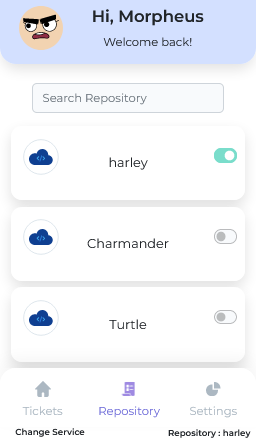 Hi, Morpheus
Welcome back!
Search Repository
harley
Charmander
Turtle
Tickets
Repository
Settings
Change Service
Repository : harley